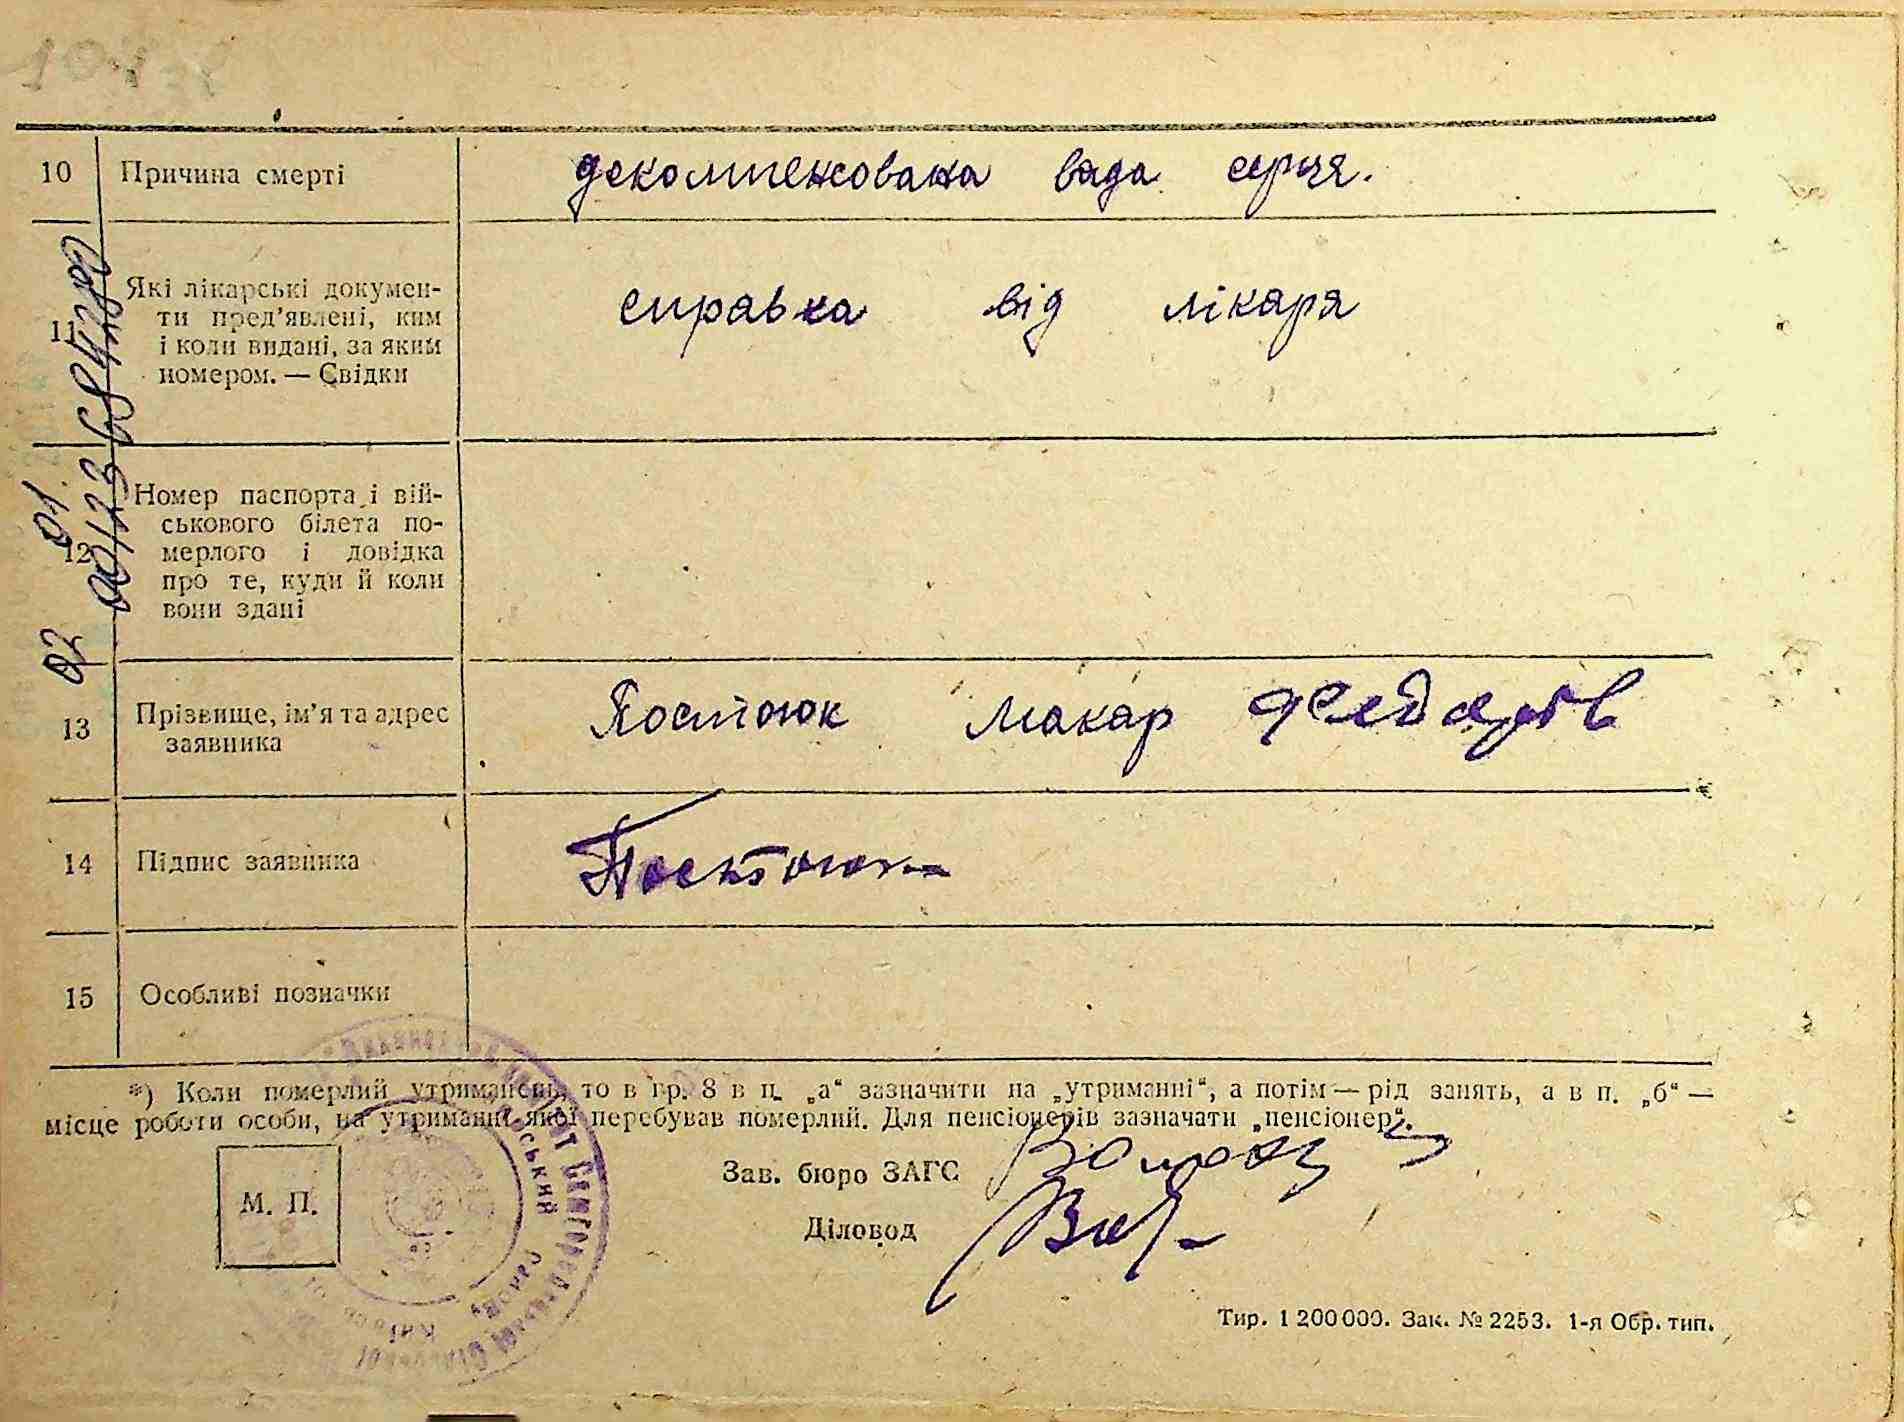 10 Причина смерті декомпенсована вада серця.
11 Які лікарські докумен-
ти пред’явлені, ким
і коли видані, за яким
номером. — Свідки
справка від лікаря
01.
02
12 Номер паспорта і вій-
ськового білета по-
мерлого і довідка
про те, куди й коли
вони здані
13 Прізвище, ім’я та адрес
заявника
Костюк Макар
14 Підпис заявника
15 Особливі позначки
*) Коли померлий утриманець, то в гр. 8 в п. „а“ зазначити на „утриманні“, а потім — рід занять, а в п. „б“ —
місце роботи особи, на утриманні якої перебував померлий. Для пенсіонерів зазначати „пенсіонер“.
Зав. бюро ЗАГС
М. П.
Діловод
Тир. 1 200 000. Зак. № 2253. 1-я Обр. тип.